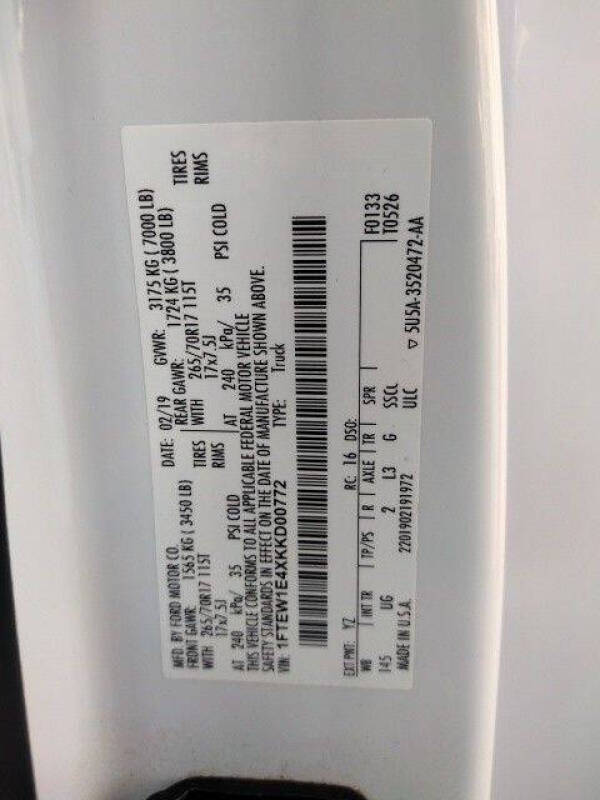 MFD. BY FORD MOTOR CO. DATE: 02/19 GVWR: 3175 KG ( 7000 LB)
FRONT GAWR: 1565 KG ( 3450 LB) REAR GAWR: 1724 KG ( 3800 LB)
WITH 265/70R17 115T TIRES WITH 265/70R17 115T TIRES
17x7.5J RIMS 17x7.5J RIMS
AT 240 kPa/ 35 PSI COLD AT 240 kPa/ 35 PSI COLD
THIS VEHICLE CONFORMS TO ALL APPLICABLE FEDERAL MOTOR VEHICLE
SAFETY STANDARDS IN EFFECT ON THE DATE OF MANUFACTURE SHOWN ABOVE.
VIN: 1FTEW1E4XKKD00772 TYPE: Truck
EXT PNT: YZ RC: 16 DSO: F0133
WB INT TR TP/PS R AXLE TR SPR T0526
145 UG 2 L3 G SSCL
MADE IN U.S.A. 2201902191972 ULC ▽ 5U5A-3520472-AA